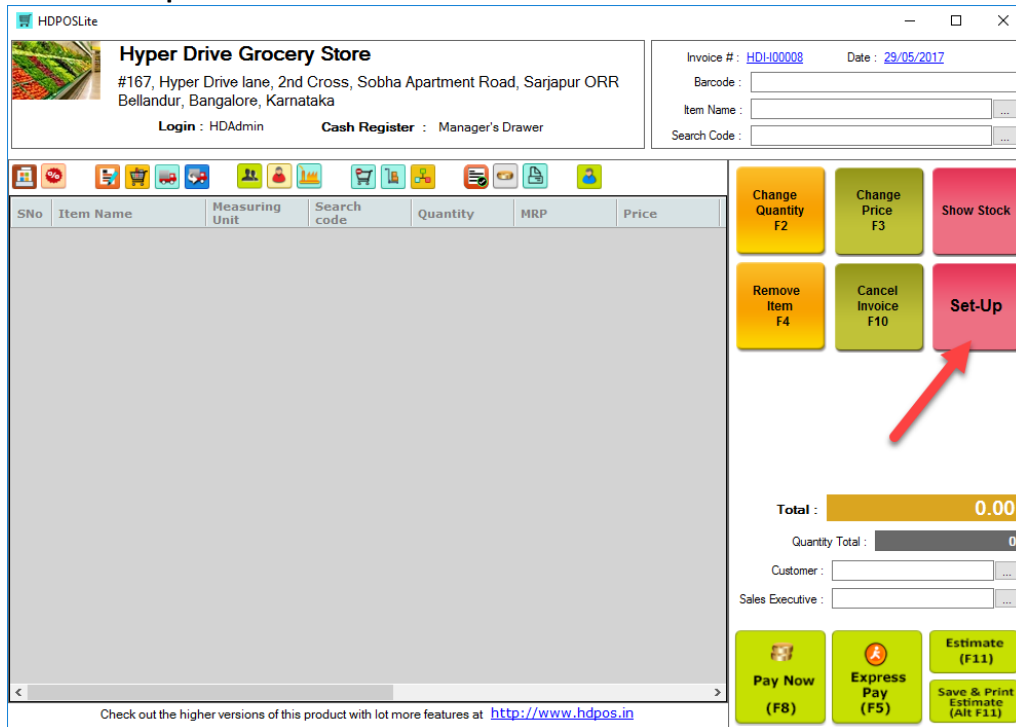 HDPOSLite
Hyper Drive Grocery Store
#167, Hyper Drive lane, 2nd Cross, Sobha Apartment Road, Sarjapur ORR
Bellandur, Bangalore, Karnataka
Login : HDAdmin Cash Register : Manager's Drawer
Invoice # : HDI-I00008 Date : 29/05/2017
Barcode :
Item Name : ...
Search Code : ...
SNo Item Name Measuring Unit Search code Quantity MRP Price
Change
Quantity
F2
Change
Price
F3
Show Stock
Remove
Item
F4
Cancel
Invoice
F10
Set-Up
Total : 0.00
Quantity Total : 0
Customer : ...
Sales Executive : ...
Pay Now
(F8)
Express
Pay
(F5)
Estimate
(F11)
Save & Print
Estimate
(Alt F11)
Check out the higher versions of this product with lot more features at http://www.hdpos.in